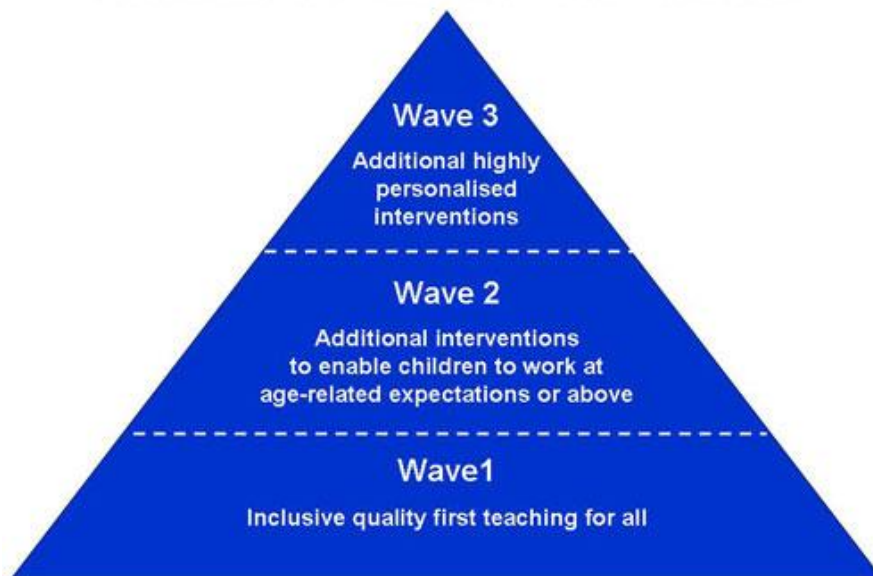 Wave 3
Additional highly
personalised
interventions
Wave 2
Additional interventions
to enable children to work at
age-related expectations or above
Wave1
Inclusive quality first teaching for all